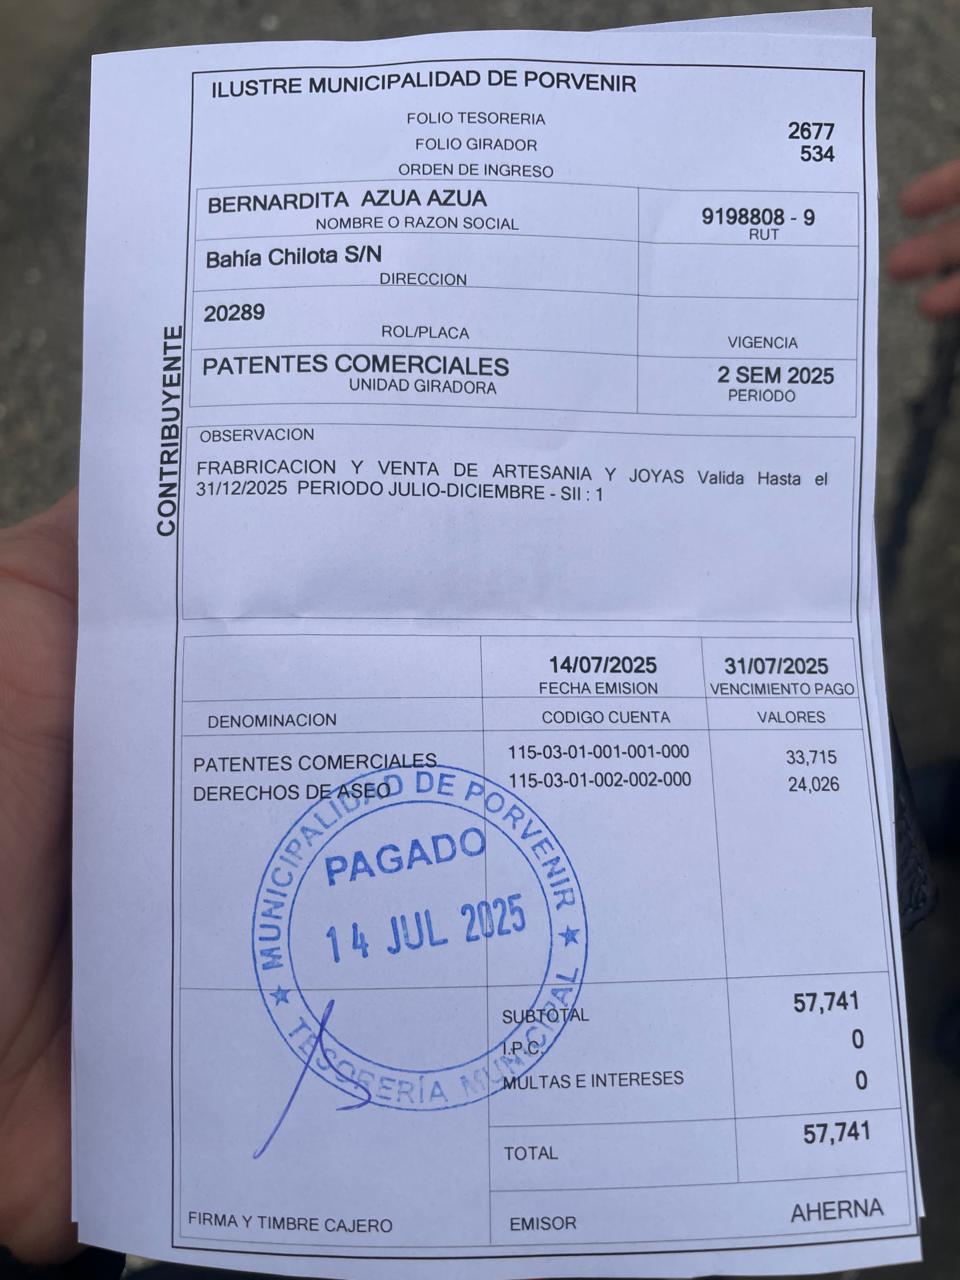 ILUSTRE MUNICIPALIDAD DE PORVENIR
FOLIO TESORERIA 2677
FOLIO GIRADOR 534
ORDEN DE INGRESO
BERNARDITA AZUA AZUA
NOMBRE O RAZON SOCIAL
9198808 - 9
RUT
Bahía Chilota S/N
DIRECCION
20289
ROL/PLACA
VIGENCIA
PATENTES COMERCIALES
UNIDAD GIRADORA
2 SEM 2025
PERIODO
CONTRIBUYENTE
OBSERVACION
FRABRICACION Y VENTA DE ARTESANIA Y JOYAS Valida Hasta el
31/12/2025 PERIODO JULIO-DICIEMBRE - SII : 1
14/07/2025
FECHA EMISION
31/07/2025
VENCIMIENTO PAGO
DENOMINACION CODIGO CUENTA VALORES
PATENTES COMERCIALES 115-03-01-001-001-000 33,715
DERECHOS DE ASEO 115-03-01-002-002-000 24,026
MUNICIPALIDAD DE PORVENIR
PAGADO
14 JUL 2025
TESORERÍA MUNICIPAL
SUBTOTAL 57,741
I.P.C. 0
MULTAS E INTERESES 0
TOTAL 57,741
FIRMA Y TIMBRE CAJERO
EMISOR AHERNA